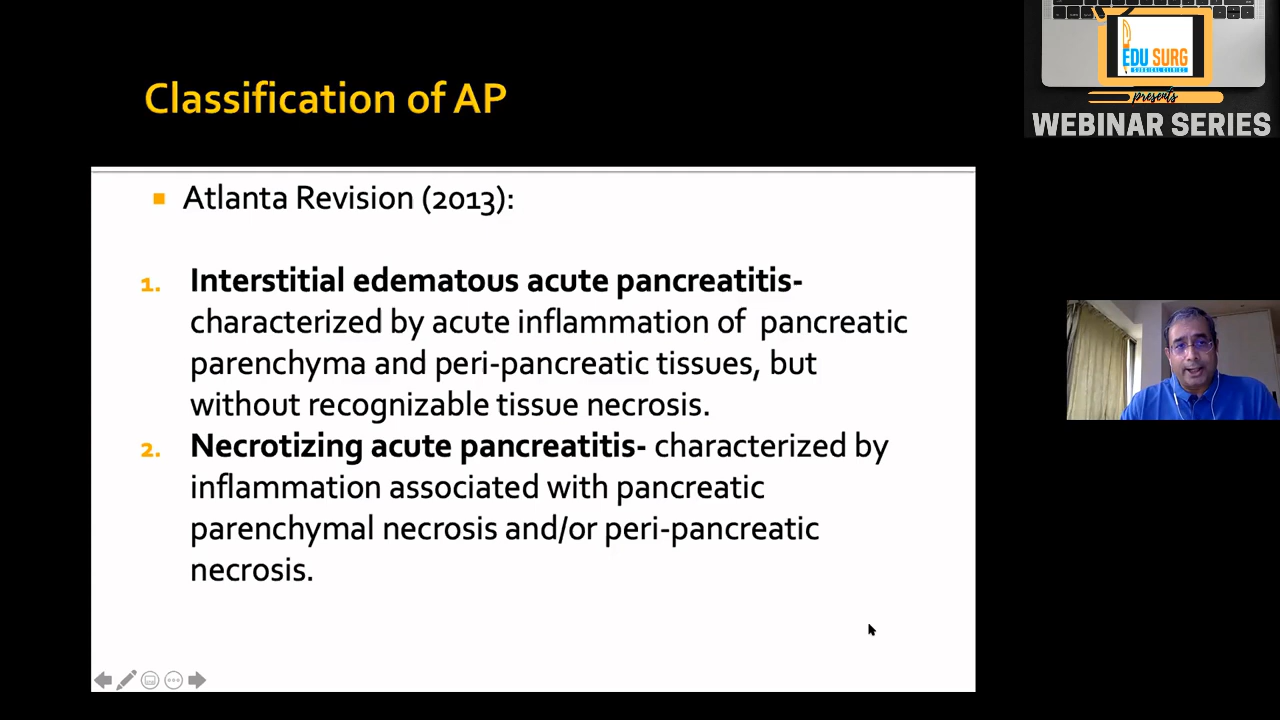 Classification of AP
Atlanta Revision (2013):
1. Interstitial edematous acute pancreatitis-
characterized by acute inflammation of pancreatic
parenchyma and peri-pancreatic tissues, but
without recognizable tissue necrosis.
2. Necrotizing acute pancreatitis- characterized by
inflammation associated with pancreatic
parenchymal necrosis and/or peri-pancreatic
necrosis.
EDU SURG
SURGICAL CLINICS
presents
WEBINAR SERIES